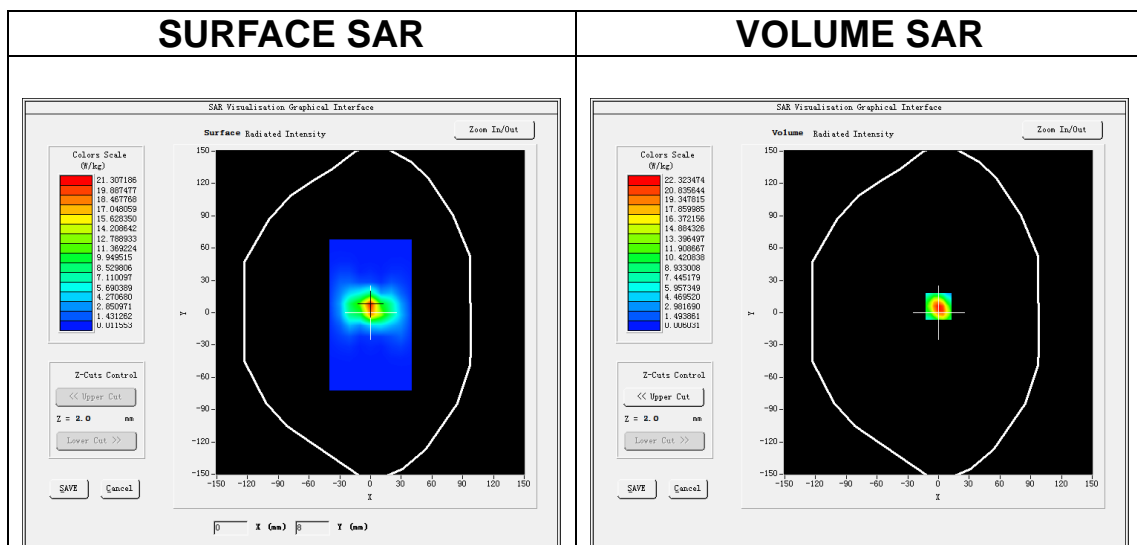 SURFACE SAR
VOLUME SAR
SAR Visualisation Graphical Interface
Surface Radiated Intensity
Zoom In/Out
Colors Scale
(W/kg)
21.307186
19.887477
18.467768
17.048059
15.628350
14.208642
12.788933
11.369224
9.949515
8.529806
7.110097
5.690389
4.270680
2.850971
1.431262
0.011553
150
120
90
60
30
0
-30
-60
-90
-120
-150
Y
-150 -120 -90 -60 -30 0 30 60 90 120 150
X
Z-Cuts Control
<< Upper Cut
Z = 2.0 mm
Lower Cut >>
SAVE Cancel
0 X (mm) 8 Y (mm)
SAR Visualisation Graphical Interface
Volume Radiated Intensity
Zoom In/Out
Colors Scale
(W/kg)
22.323474
20.835644
19.347815
17.859985
16.372156
14.884326
13.396497
11.908667
10.420838
8.933008
7.445179
5.957349
4.469520
2.981690
1.493861
0.006031
150
120
90
60
30
0
-30
-60
-90
-120
-150
Y
-150 -120 -90 -60 -30 0 30 60 90 120 150
X
Z-Cuts Control
<< Upper Cut
Z = 2.0 mm
Lower Cut >>
SAVE Cancel